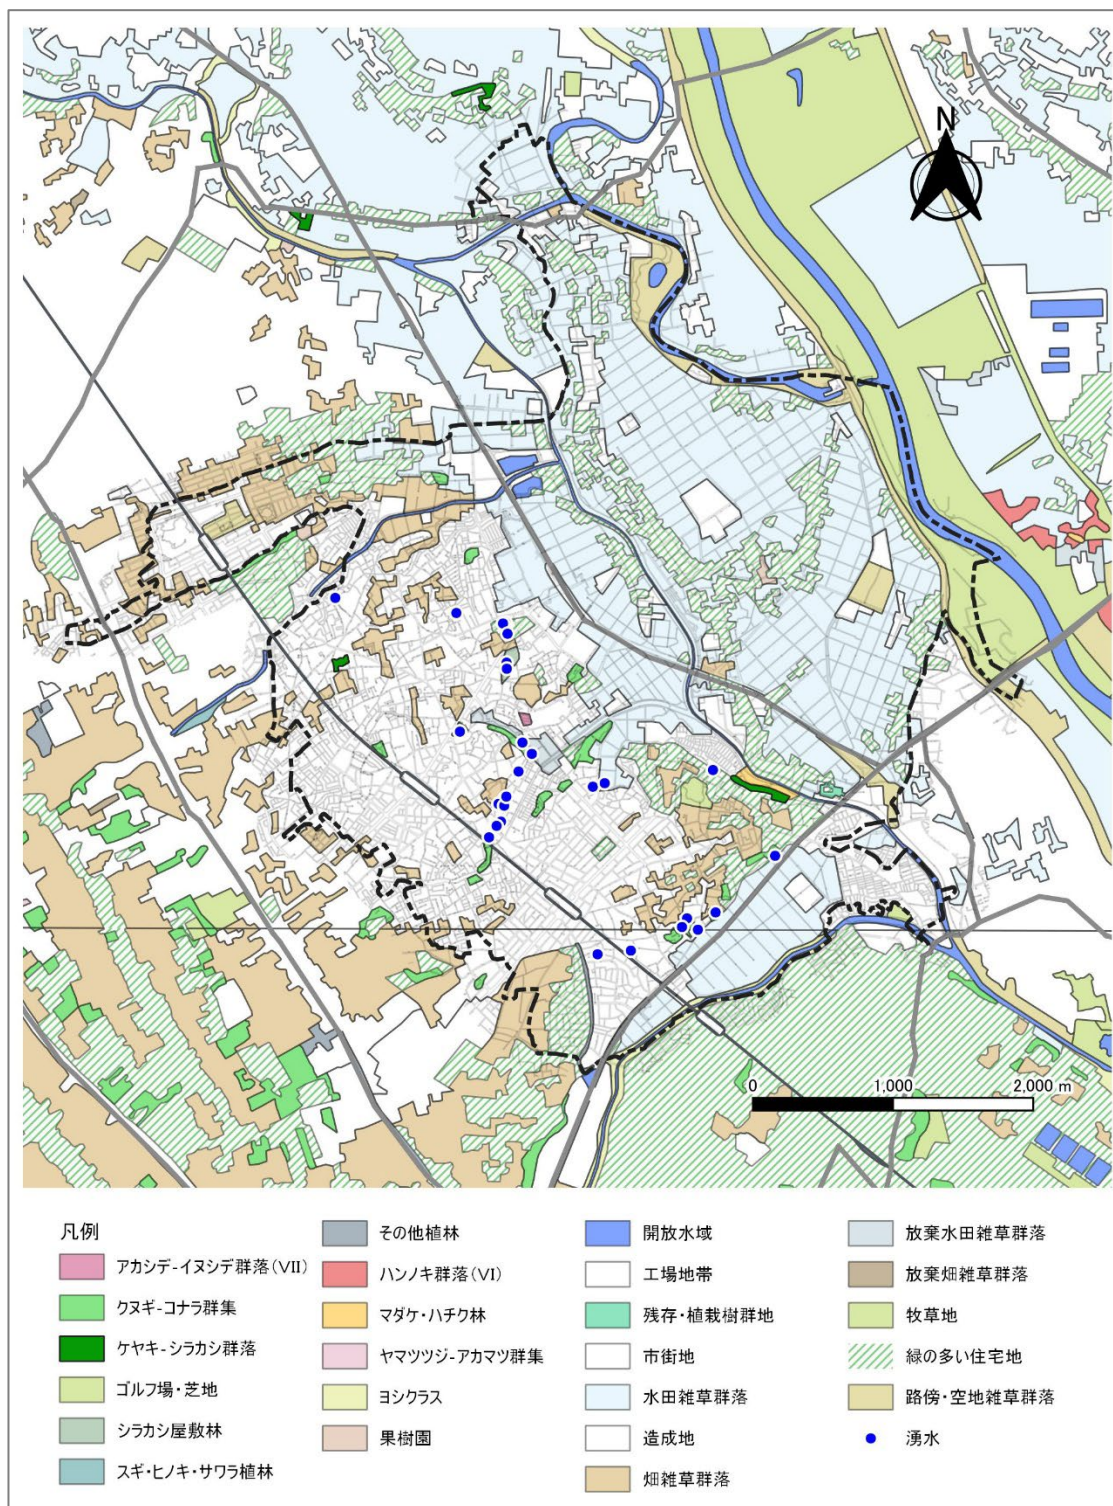 N
0 1,000 2,000 m
凡例
アカシデ-イヌシデ群落(VII)
クヌギ-コナラ群集
ケヤキ-シラカシ群落
ゴルフ場・芝地
シラカシ屋敷林
スギ・ヒノキ・サワラ植林
その他植林
ハンノキ群落(VI)
マダケ・ハチク林
ヤマツツジ-アカマツ群集
ヨシクラス
果樹園
開放水域
工場地帯
残存・植栽樹群地
市街地
水田雑草群落
造成地
畑雑草群落
放棄水田雑草群落
放棄畑雑草群落
牧草地
緑の多い住宅地
路傍・空地雑草群落
湧水